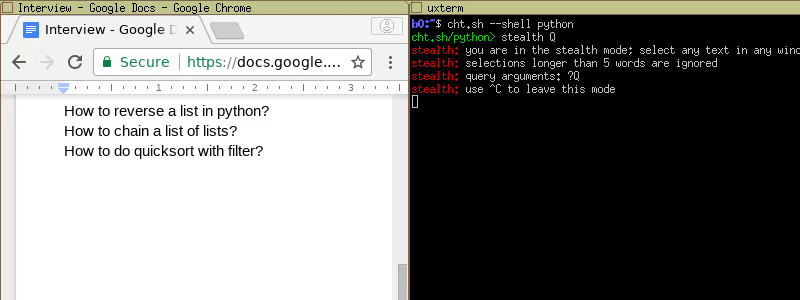 Interview - Google Docs - Google Chrome
Interview - Google D
Secure
https://docs.google....
1
2
3
How to reverse a list in python?
How to chain a list of lists?
How to do quicksort with filter?
uxterm
b0:~$ cht.sh --shell python
cht.sh/python> stealth Q
stealth: you are in the stealth mode; select any text in any winc
stealth: selections longer than 5 words are ignored
stealth: query arguments: ?Q
stealth: use ^C to leave this mode